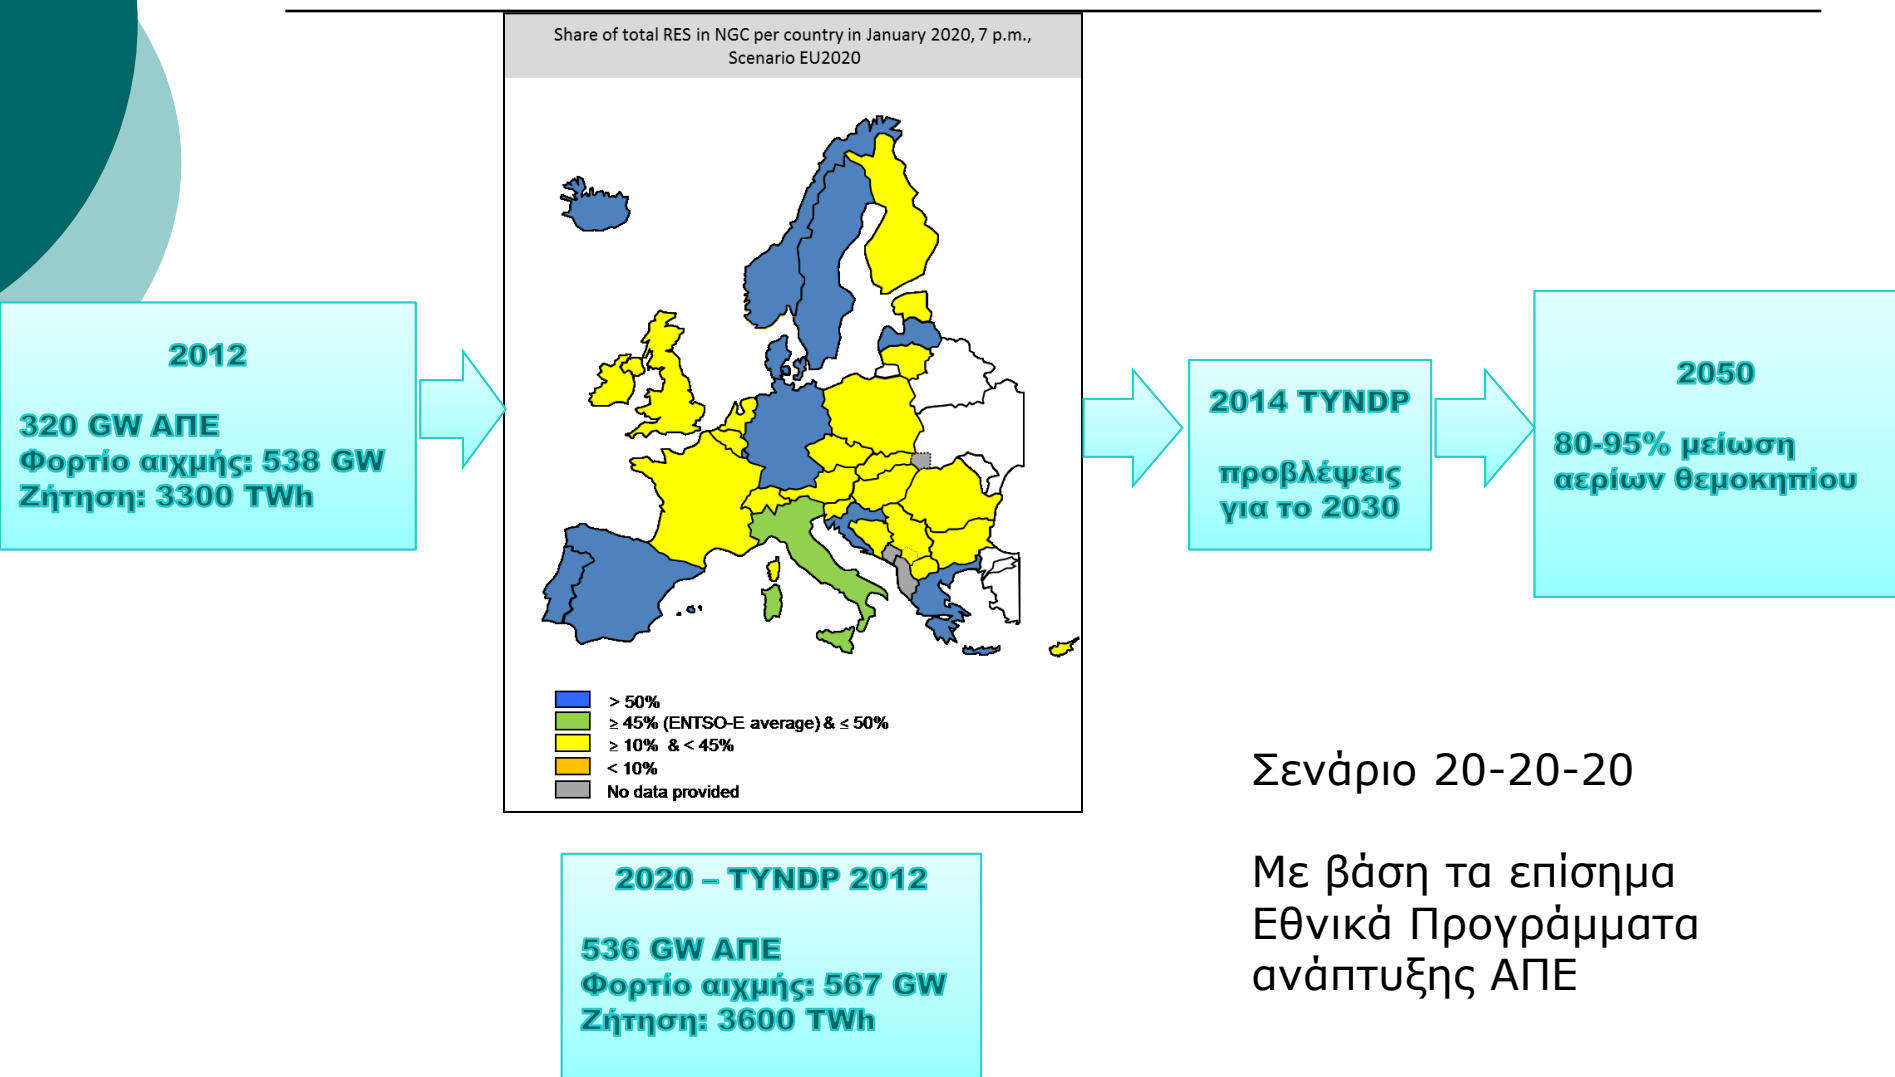 Share of total RES in NGC per country in January 2020, 7 p.m.,
Scenario EU2020
2012
320 GW ΑΠΕ
Φορτίο αιχμής: 538 GW
Ζήτηση: 3300 TWh
> 50%
≥ 45% (ENTSO-E average) & ≤ 50%
≥ 10% & < 45%
< 10%
No data provided
2020 – TYNDP 2012
536 GW ΑΠΕ
Φορτίο αιχμής: 567 GW
Ζήτηση: 3600 TWh
2014 TYNDP
προβλέψεις
για το 2030
2050
80-95% μείωση
αερίων θεμοκηπίου
Σενάριο 20-20-20
Με βάση τα επίσημα
Εθνικά Προγράμματα
ανάπτυξης ΑΠΕ